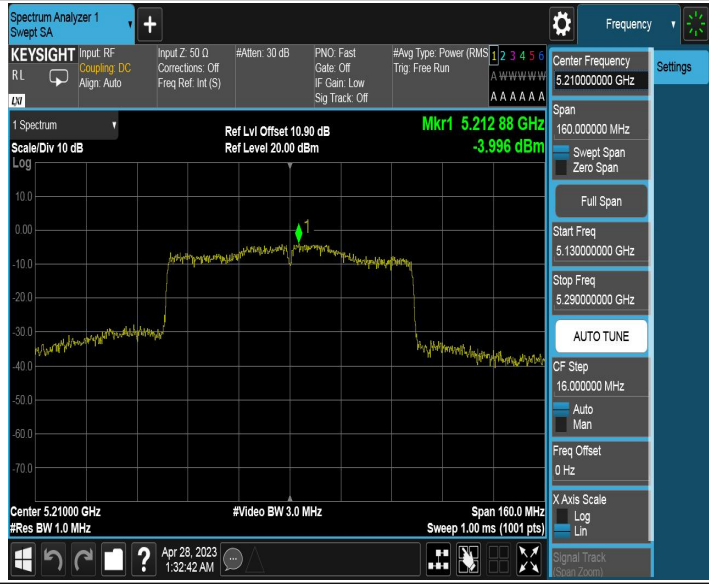 Spectrum Analyzer 1
Swept SA
+
Frequency
KEYSIGHT
RL
LXI
Input: RF
Coupling: DC
Align: Auto
Input Z: 50 Ω
Corrections: Off
Freq Ref: Int (S)
#Atten: 30 dB
PNO: Fast
Gate: Off
IF Gain: Low
Sig Track: Off
#Avg Type: Power (RMS
Trig: Free Run
1 2 3 4 5 6
A W W W W W
A A A A A A
Center Frequency
5.210000000 GHz
Settings
1 Spectrum
Scale/Div 10 dB
Ref Lvl Offset 10.90 dB
Ref Level 20.00 dBm
Mkr1 5.212 88 GHz
-3.996 dBm
Span
160.000000 MHz
Swept Span
Zero Span
Full Span
Start Freq
5.130000000 GHz
Stop Freq
5.290000000 GHz
AUTO TUNE
CF Step
16.000000 MHz
Auto
Man
Freq Offset
0 Hz
X Axis Scale
Log
Lin
Signal Track
(Span Zoom)
Log
10.0
0.00
-10.0
-20.0
-30.0
-40.0
-50.0
-60.0
-70.0
1
Center 5.21000 GHz
#Res BW 1.0 MHz
#Video BW 3.0 MHz
Span 160.0 MHz
Sweep 1.00 ms (1001 pts)
?
Apr 28, 2023
1:32:42 AM